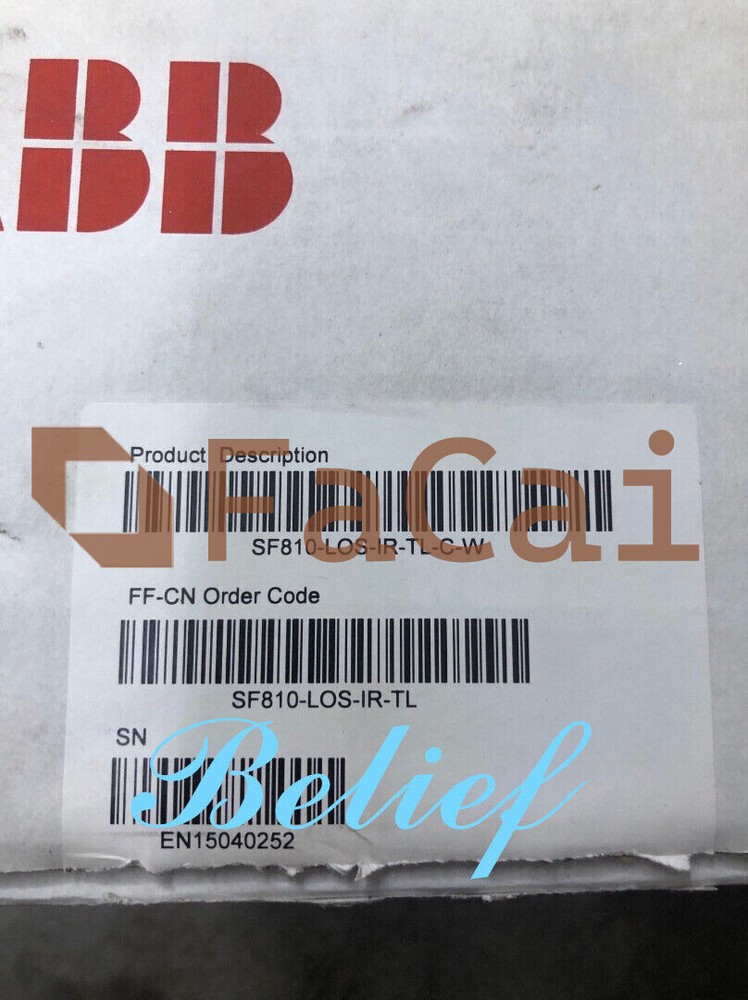 ABB
Product Description
FaCai
SF810-LOS-IR-TL-C-W
FF-CN Order Code
SF810-LOS-IR-TL
SN
Belief
EN15040252